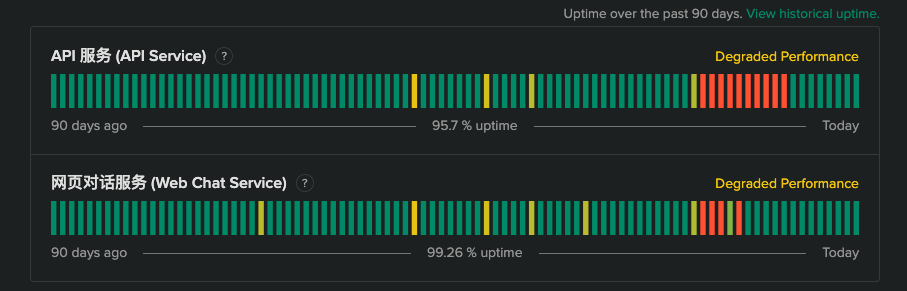 Uptime over the past 90 days. View historical uptime.
API 服务 (API Service) ?
Degraded Performance
90 days ago
95.7 % uptime
Today
网页对话服务 (Web Chat Service) ?
Degraded Performance
90 days ago
99.26 % uptime
Today